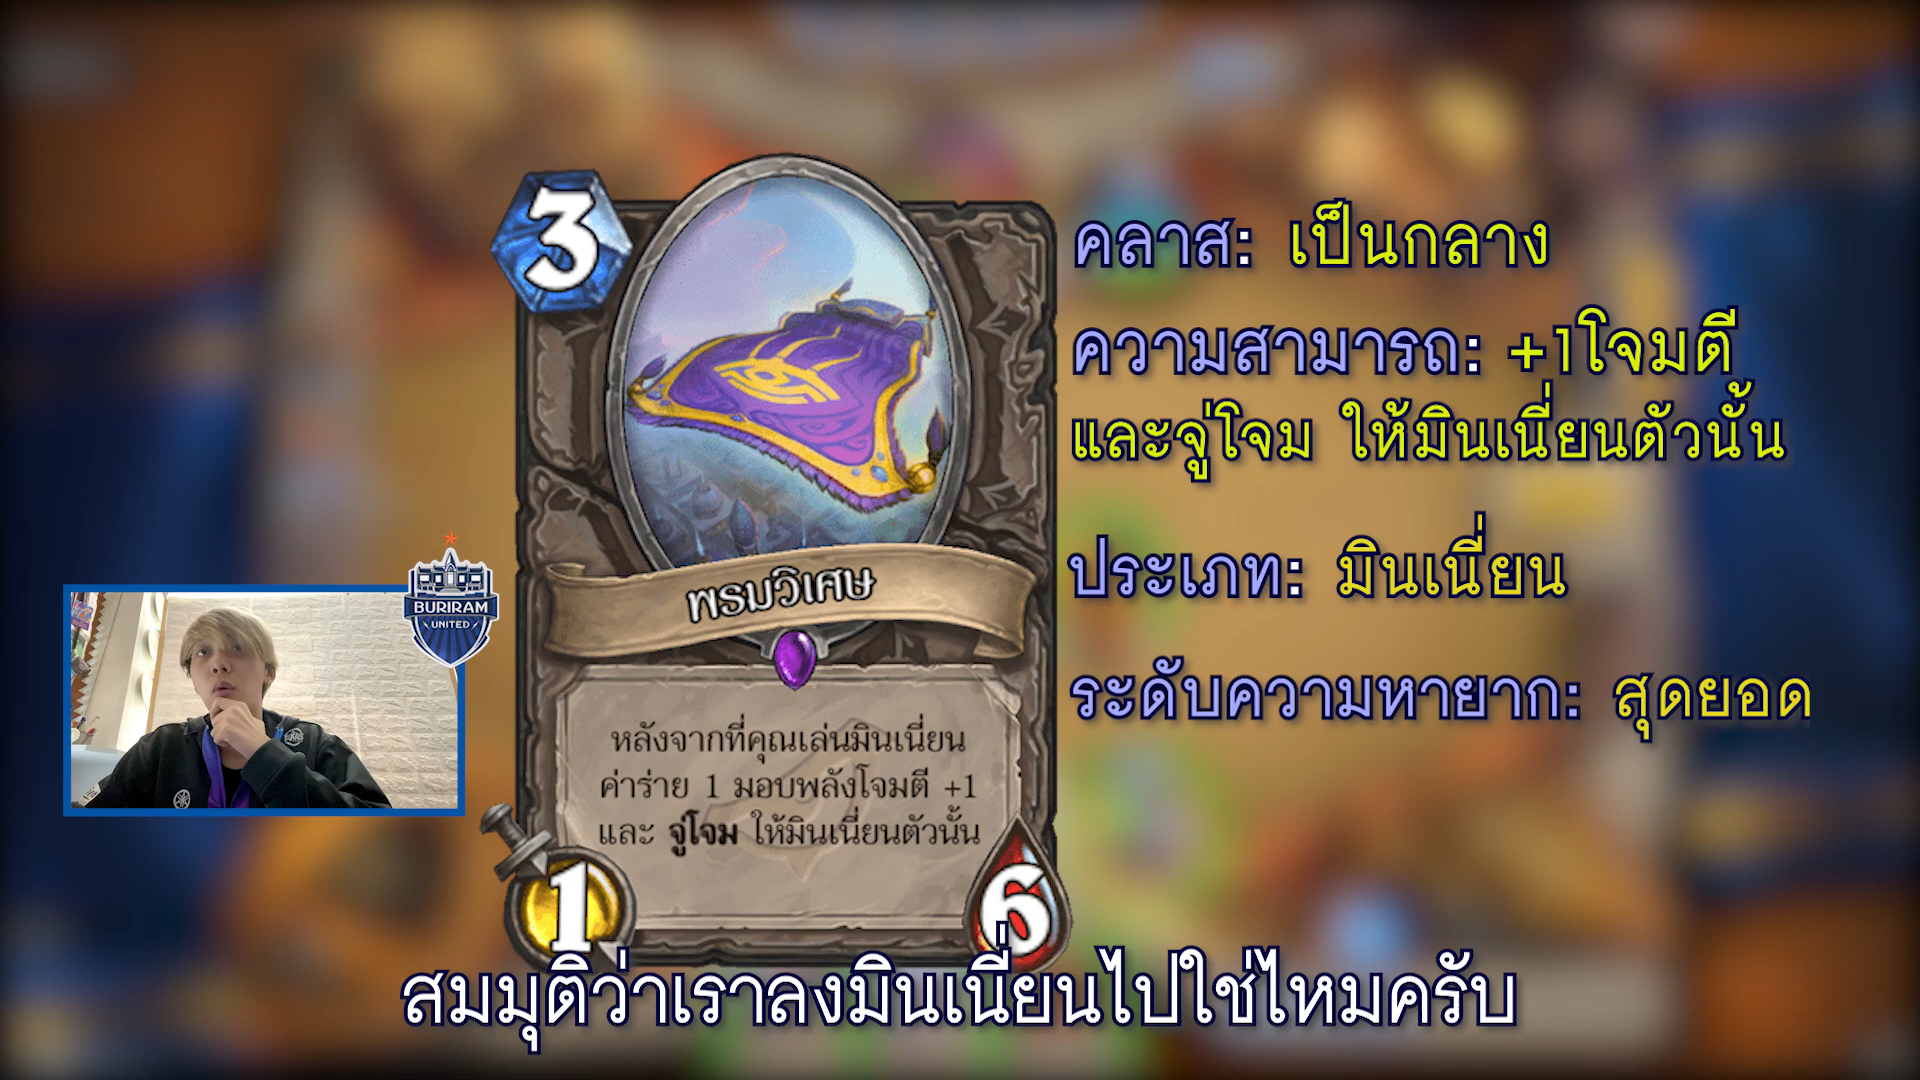 3
พรมวิเศษ
หลังจากที่คุณเล่นมินเนี่ยน
ค่าร่าย 1 มอบพลังโจมตี +1
และ จู่โจม ให้มินเนี่ยนตัวนั้น
1
6
คลาส: เป็นกลาง
ความสามารถ: +1โจมตี
และจู่โจม ให้มินเนี่ยนตัวนั้น
ประเภท: มินเนี่ยน
ระดับความหายาก: สุดยอด
BURIRAM
UNITED
สมมุติว่าเราลงมินเนี่ยนไปใช่ไหมครับ